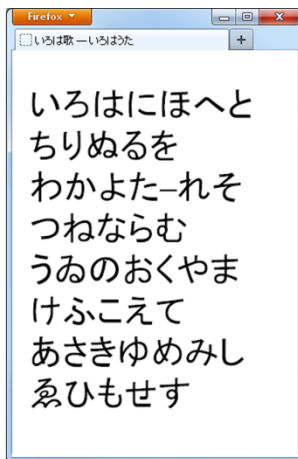 Firefox
いろは歌 — いろはうた
いろはにほへと
ちりぬるを
わかよた–れそ
つねならむ
うゐのおくやま
けふこえて
あさきゆめみし
ゑひもせす